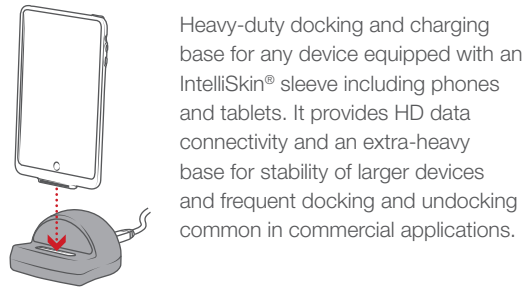 Heavy-duty docking and charging
base for any device equipped with an
IntelliSkin® sleeve including phones
and tablets. It provides HD data
connectivity and an extra-heavy
base for stability of larger devices
and frequent docking and undocking
common in commercial applications.